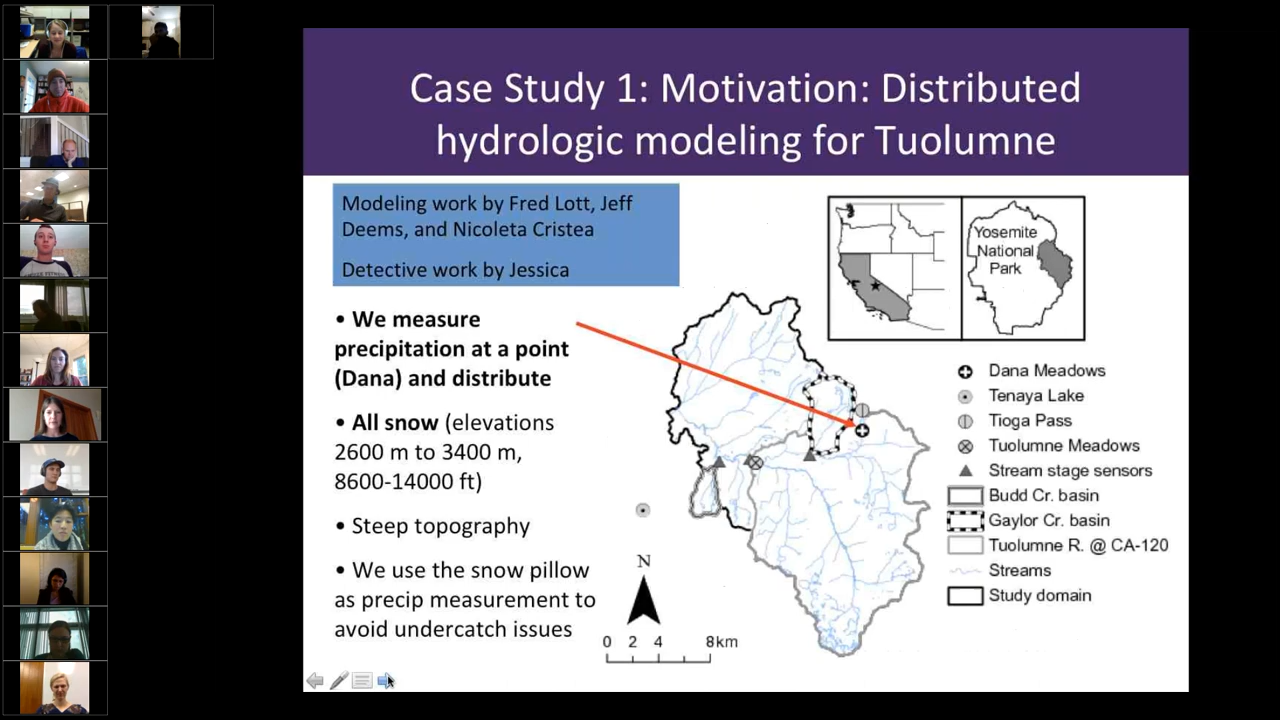 Case Study 1: Motivation: Distributed
hydrologic modeling for Tuolumne
Modeling work by Fred Lott, Jeff
Deems, and Nicoleta Cristea
Detective work by Jessica
• We measure
precipitation at a point
(Dana) and distribute
• All snow (elevations
2600 m to 3400 m,
8600-14000 ft)
• Steep topography
• We use the snow pillow
as precip measurement to
avoid undercatch issues
Yosemite
National
Park
Dana Meadows
Tenaya Lake
Tioga Pass
Tuolumne Meadows
Stream stage sensors
Budd Cr. basin
Gaylor Cr. basin
Tuolumne R. @ CA-120
Streams
Study domain
N
0 2 4 8km